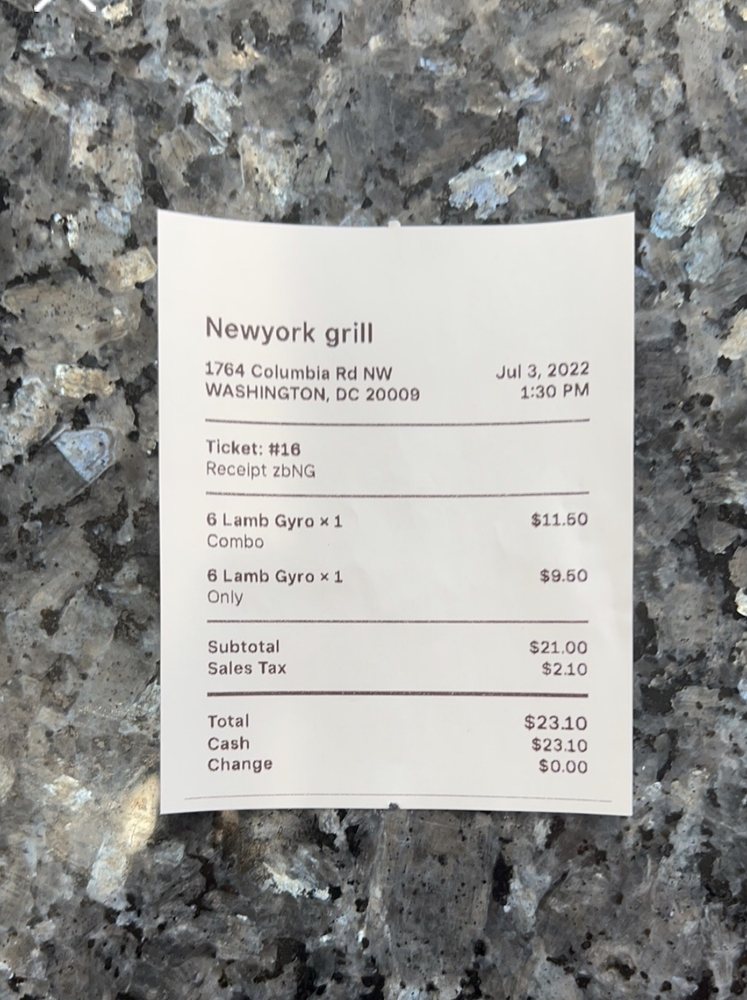 Newyork grill
1764 Columbia Rd NW Jul 3, 2022
WASHINGTON, DC 20009 1:30 PM
Ticket: #16
Receipt zbNG
6 Lamb Gyro × 1 $11.50
Combo
6 Lamb Gyro × 1 $9.50
Only
Subtotal $21.00
Sales Tax $2.10
Total $23.10
Cash $23.10
Change $0.00